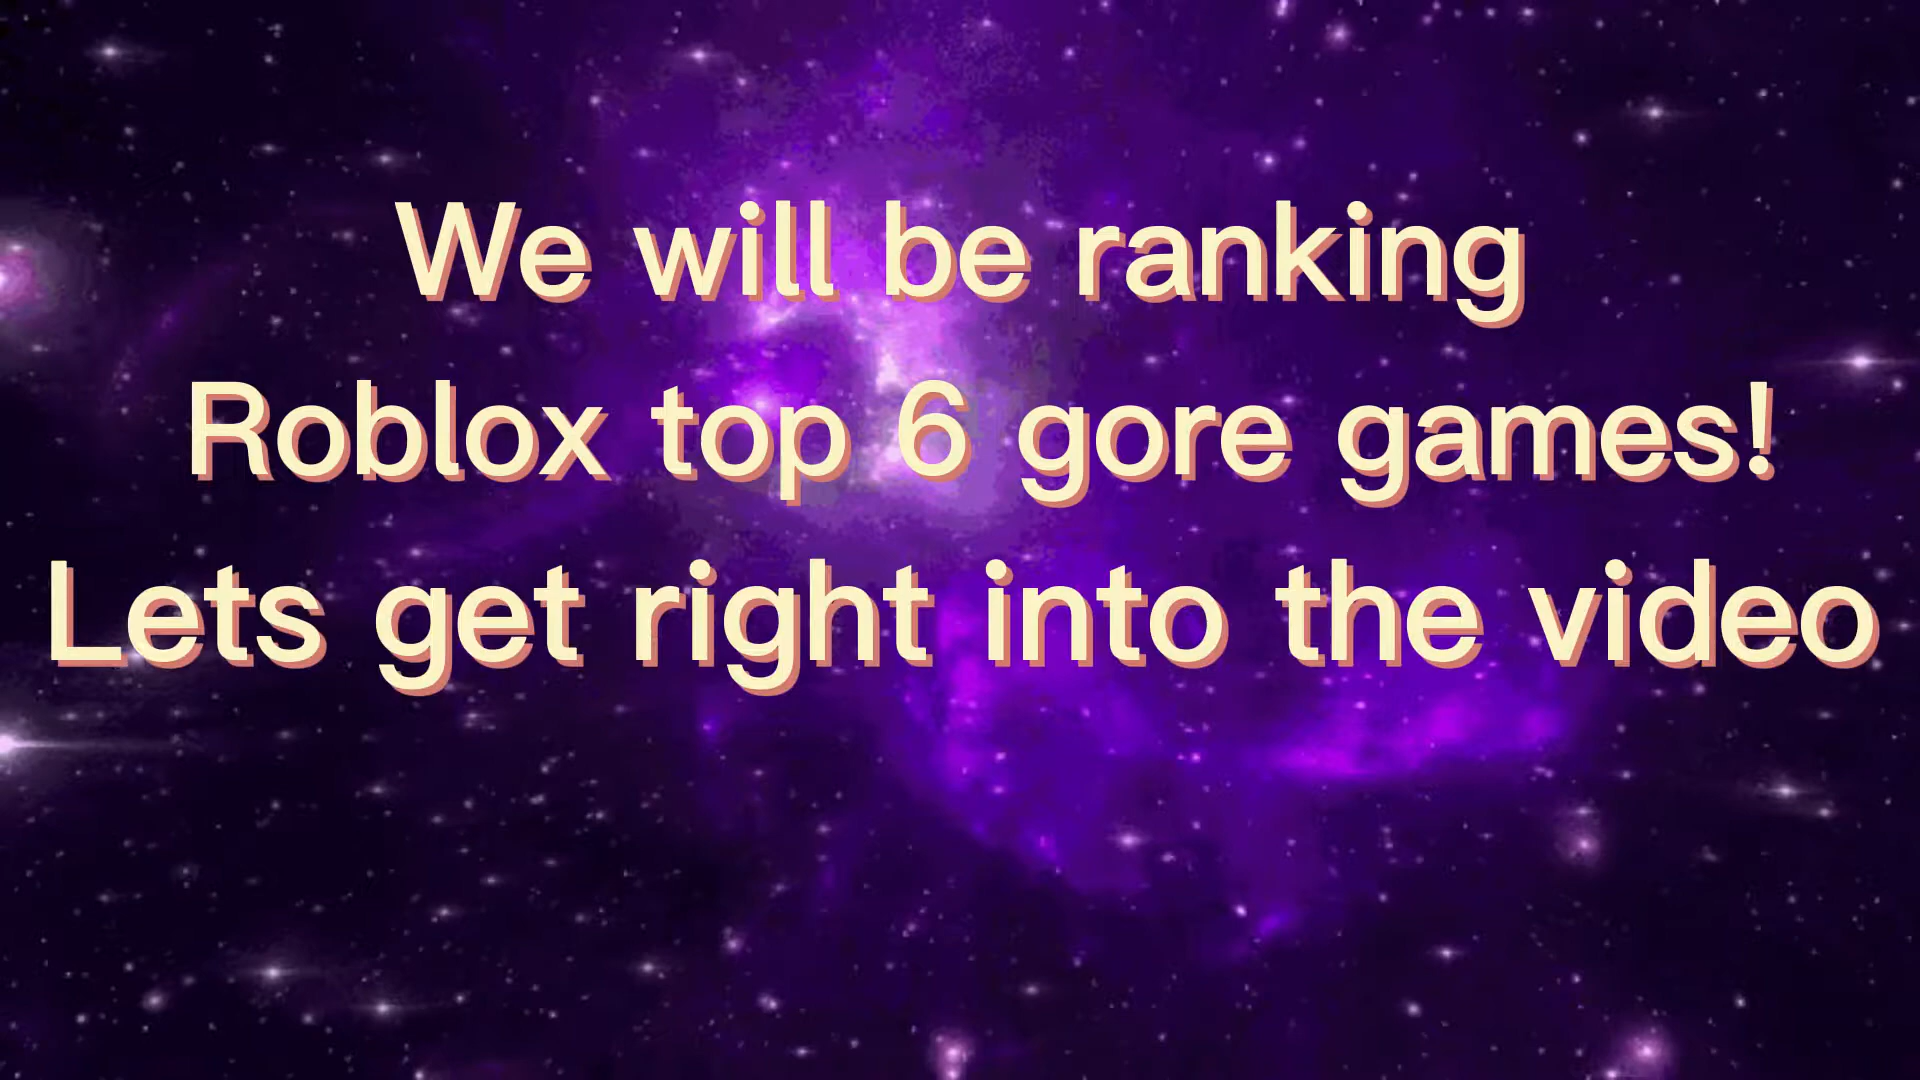 We will be ranking
Roblox top 6 gore games!
Lets get right into the video